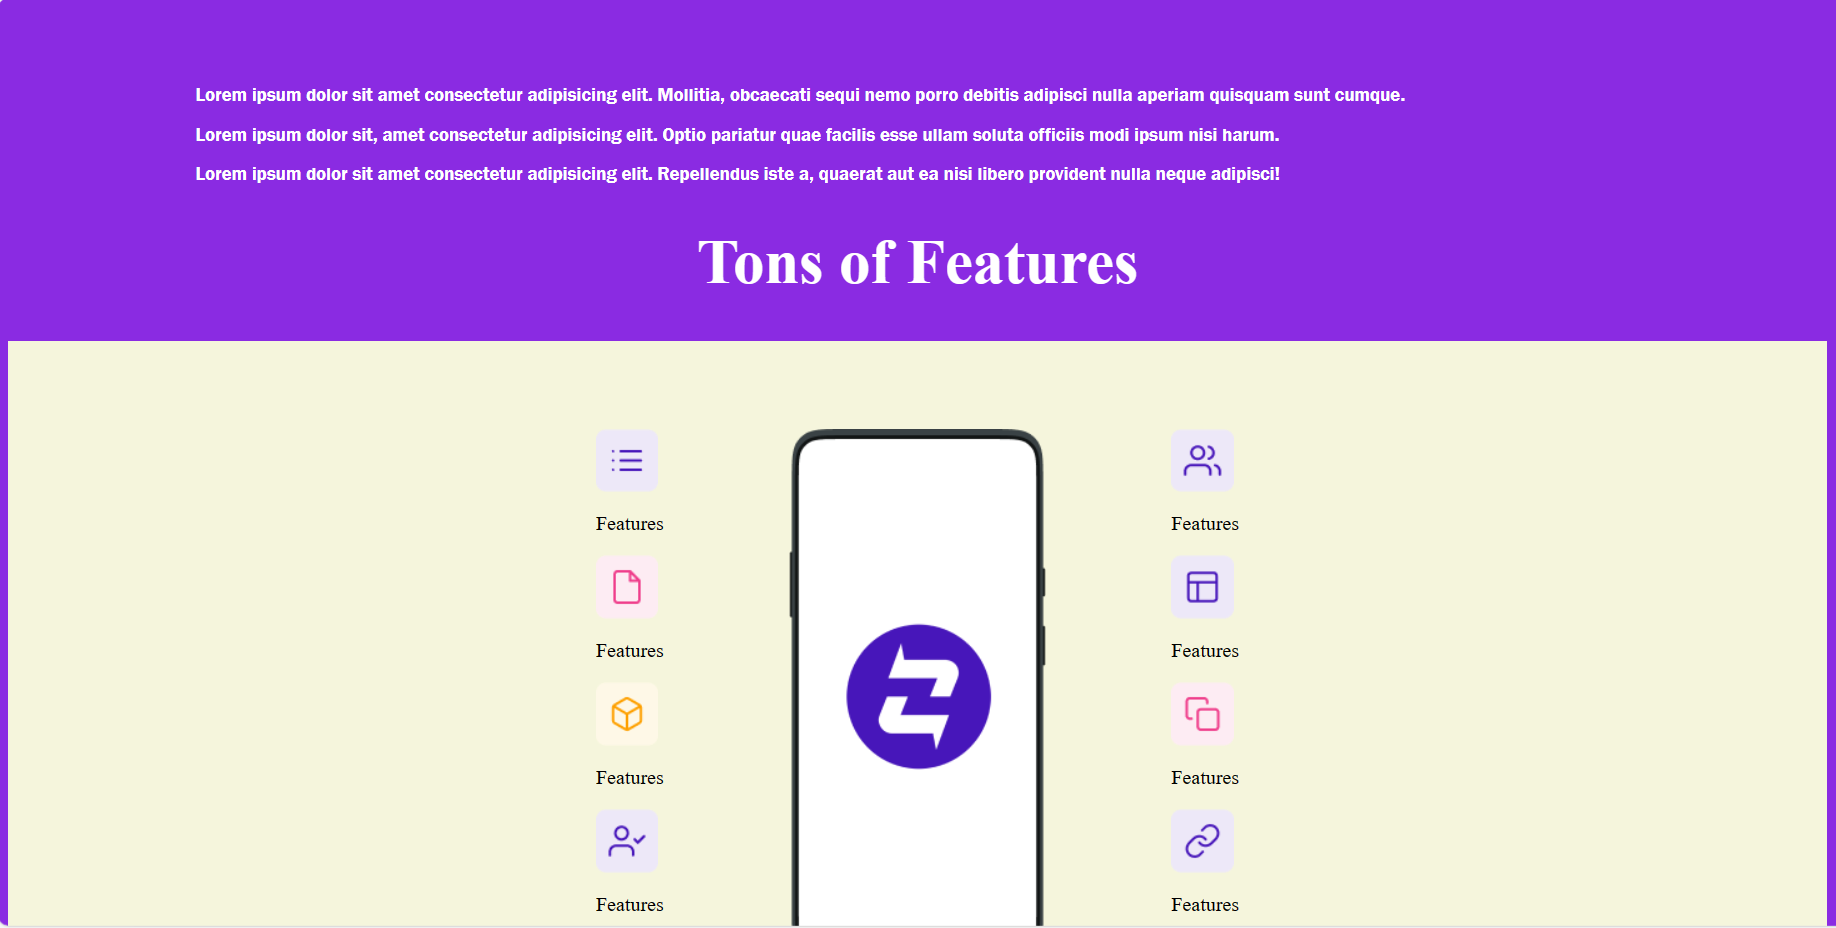 Lorem ipsum dolor sit amet consectetur adipisicing elit. Mollitia, obcaecati sequi nemo porro debitis adipisci nulla aperiam quisquam sunt cumque.
Lorem ipsum dolor sit, amet consectetur adipisicing elit. Optio pariatur quae facilis esse ullam soluta officiis modi ipsum nisi harum.
Lorem ipsum dolor sit amet consectetur adipisicing elit. Repellendus iste a, quaerat aut ea nisi libero provident nulla neque adipisci!
Tons of Features
Features
Features
Features
Features
Features
Features
Features
Features